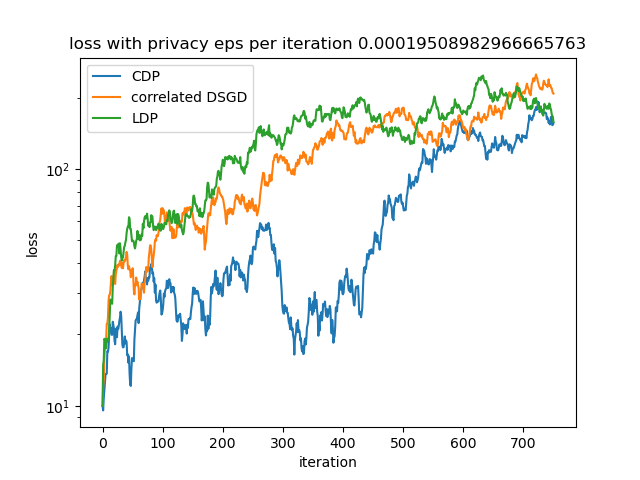 loss with privacy eps per iteration 0.00019508982966665763
CDP
correlated DSGD
LDP
10²
10¹
loss
0 100 200 300 400 500 600 700
iteration